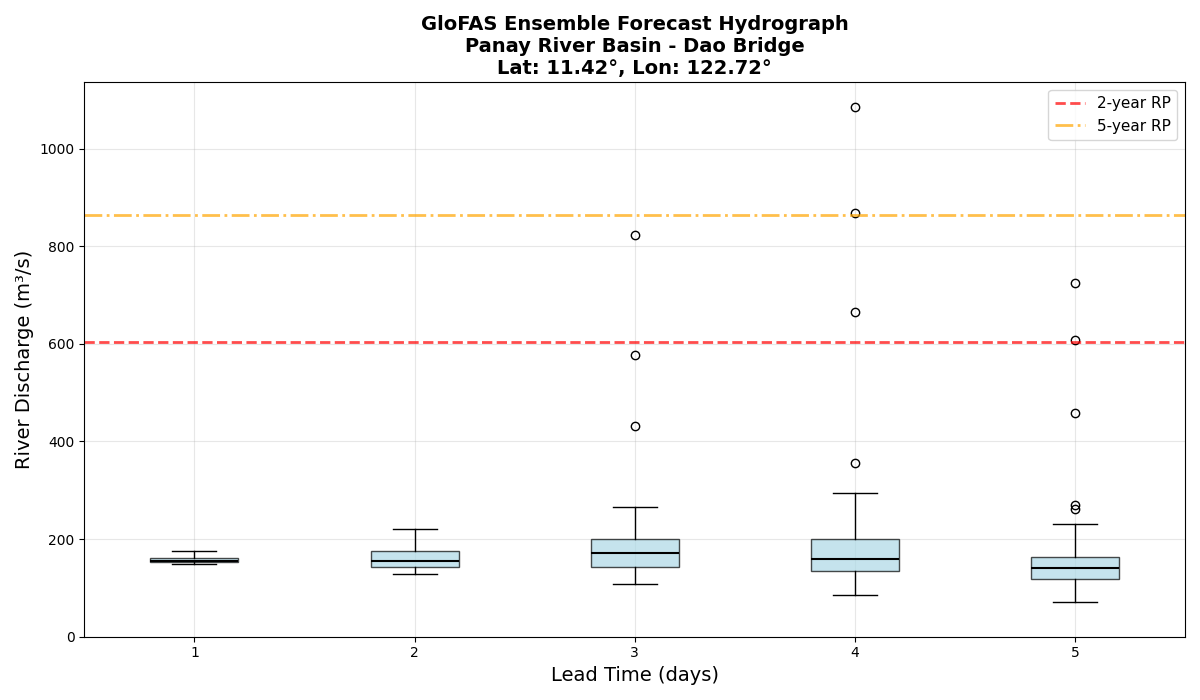 GloFAS Ensemble Forecast Hydrograph
Panay River Basin - Dao Bridge
Lat: 11.42°, Lon: 122.72°
2-year RP
5-year RP
River Discharge (m³/s)
1000
800
600
400
200
0
1 2 3 4 5
Lead Time (days)